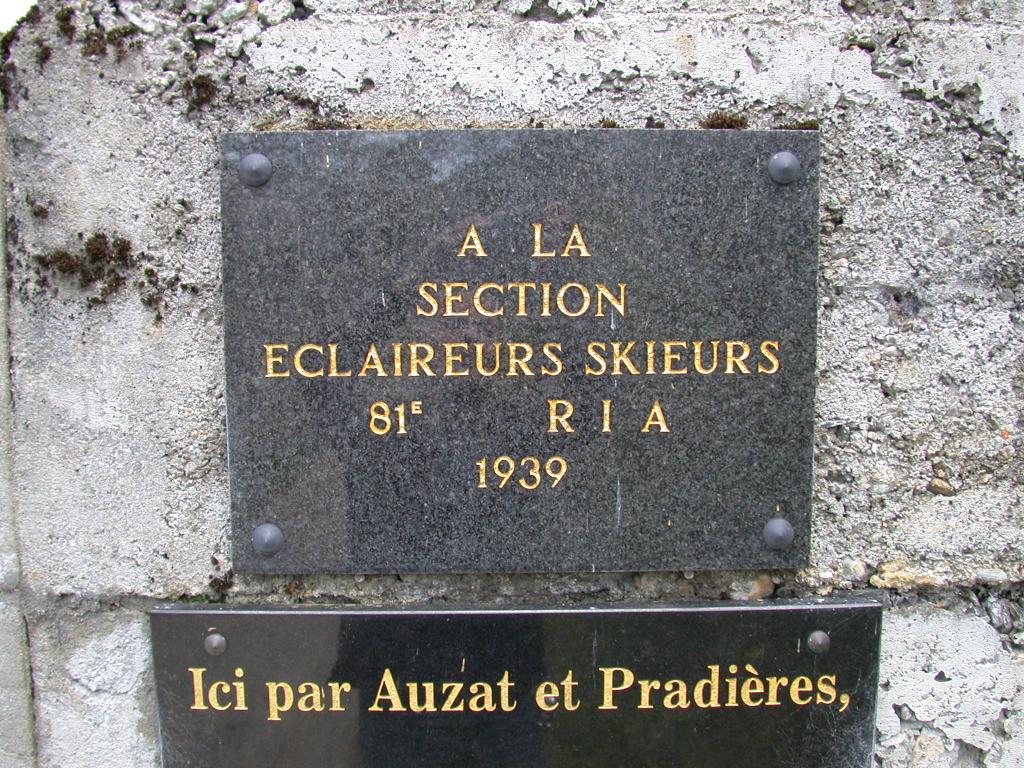 A LA
SECTION
ECLAIREURS SKIEURS
81E R I A
1939
Ici par Auzat et Pradières,